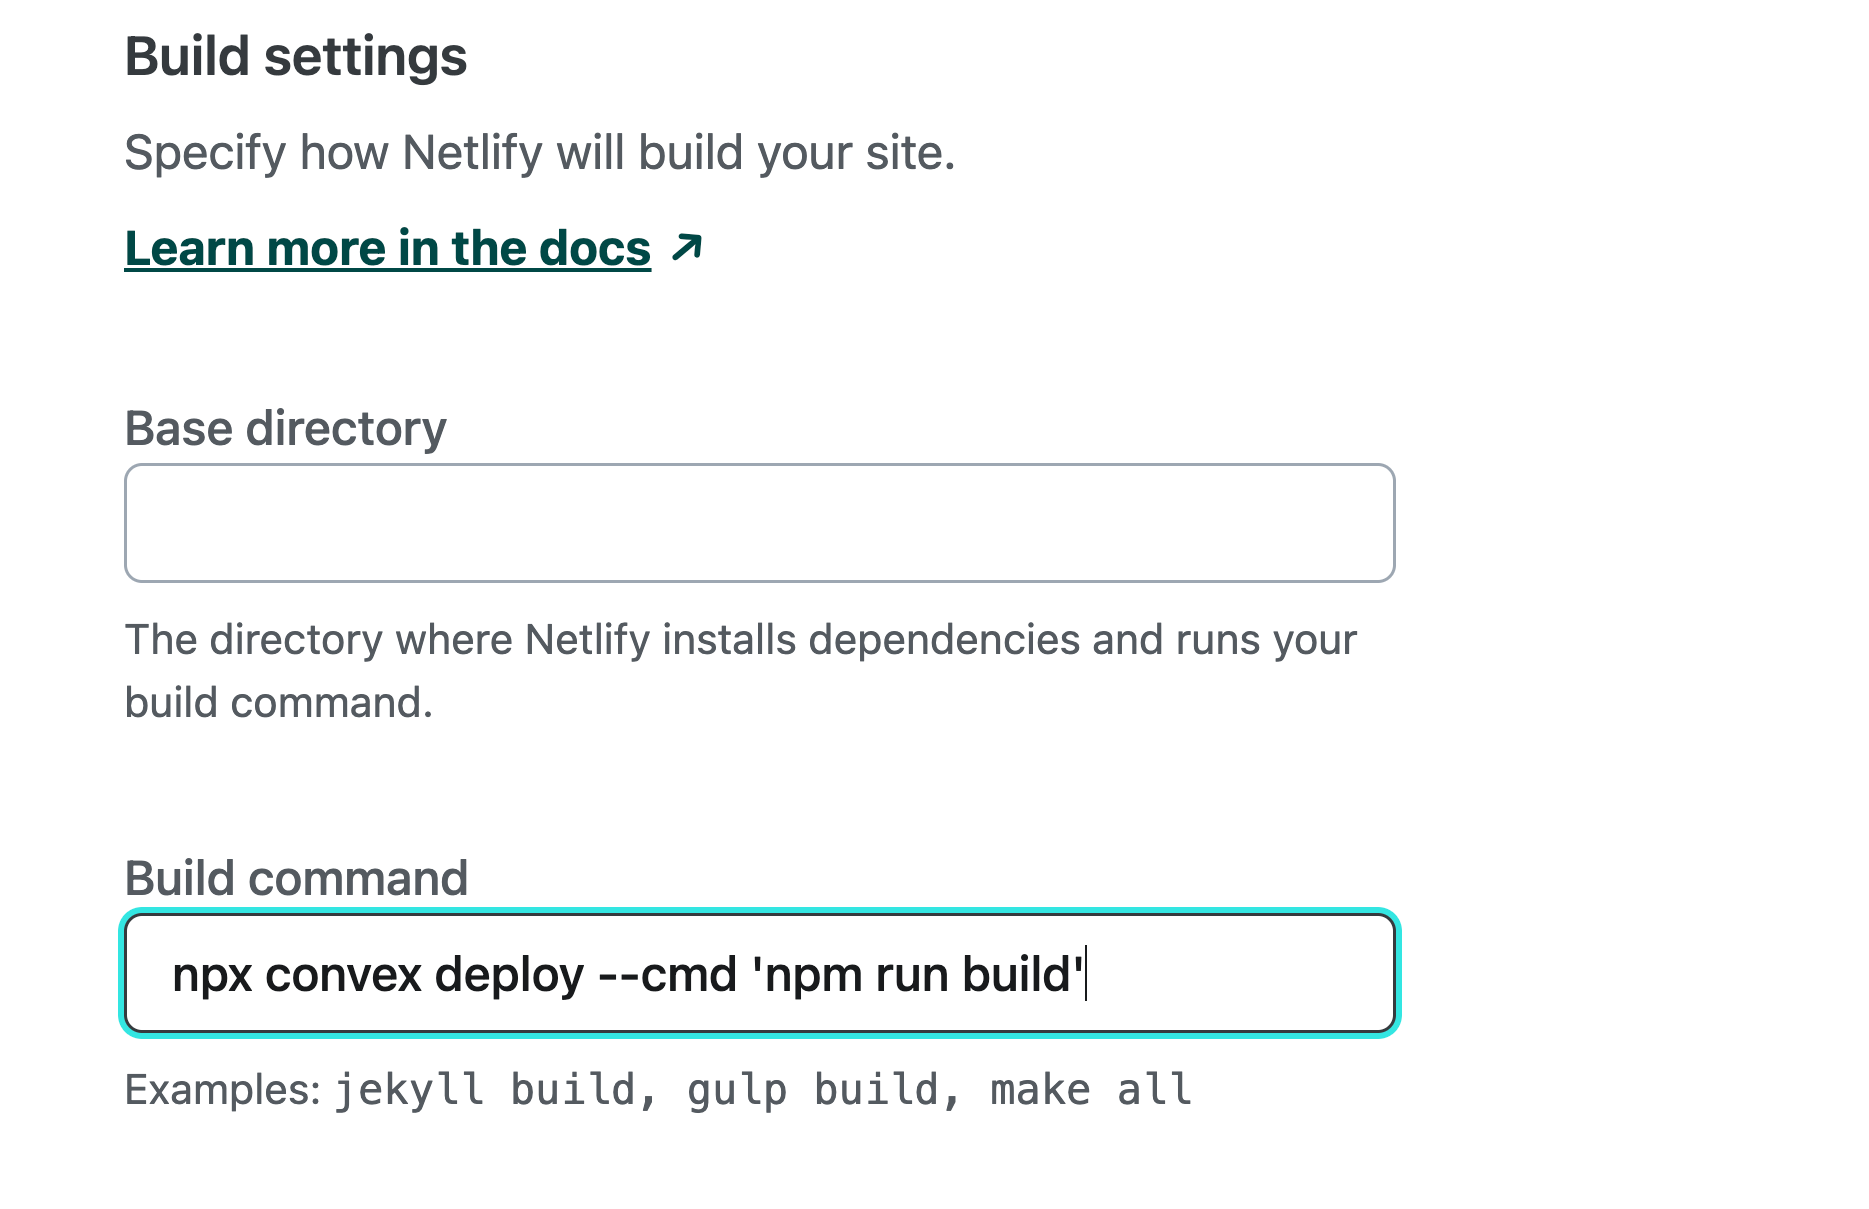 Build settings
Specify how Netlify will build your site.
Learn more in the docs ↗
Base directory
The directory where Netlify installs dependencies and runs your
build command.
Build command
npx convex deploy --cmd 'npm run build'
Examples: jekyll build, gulp build, make all